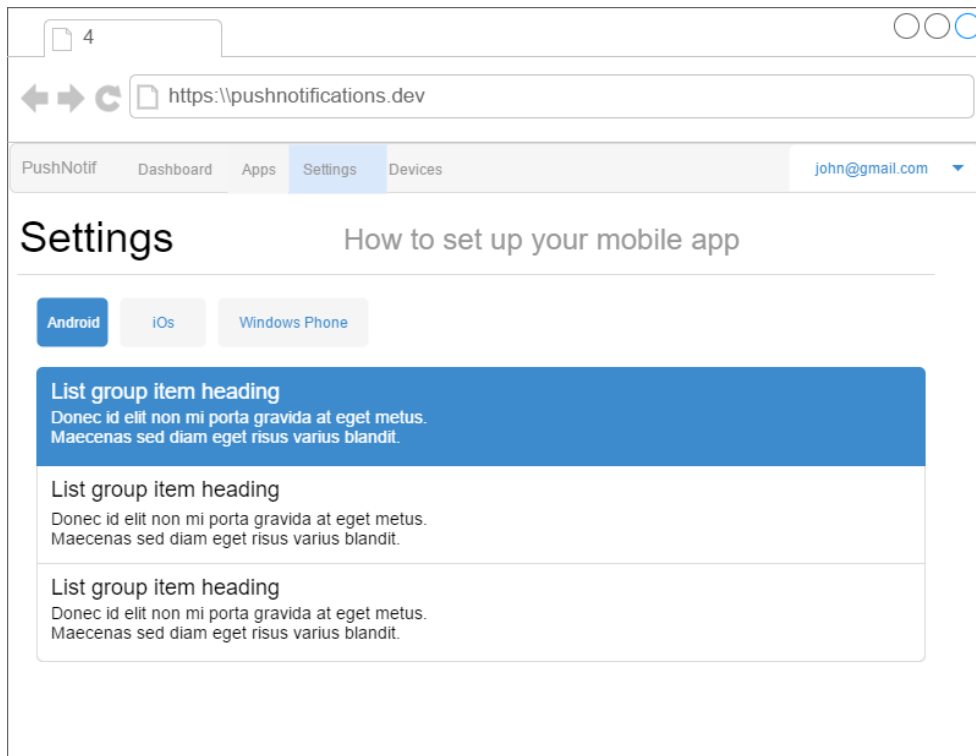 4
https:\\pushnotifications.dev
PushNotif Dashboard Apps Settings Devices john@gmail.com
Settings How to set up your mobile app
Android iOs Windows Phone
List group item heading
Donec id elit non mi porta gravida at eget metus.
Maecenas sed diam eget risus varius blandit.
List group item heading
Donec id elit non mi porta gravida at eget metus.
Maecenas sed diam eget risus varius blandit.
List group item heading
Donec id elit non mi porta gravida at eget metus.
Maecenas sed diam eget risus varius blandit.